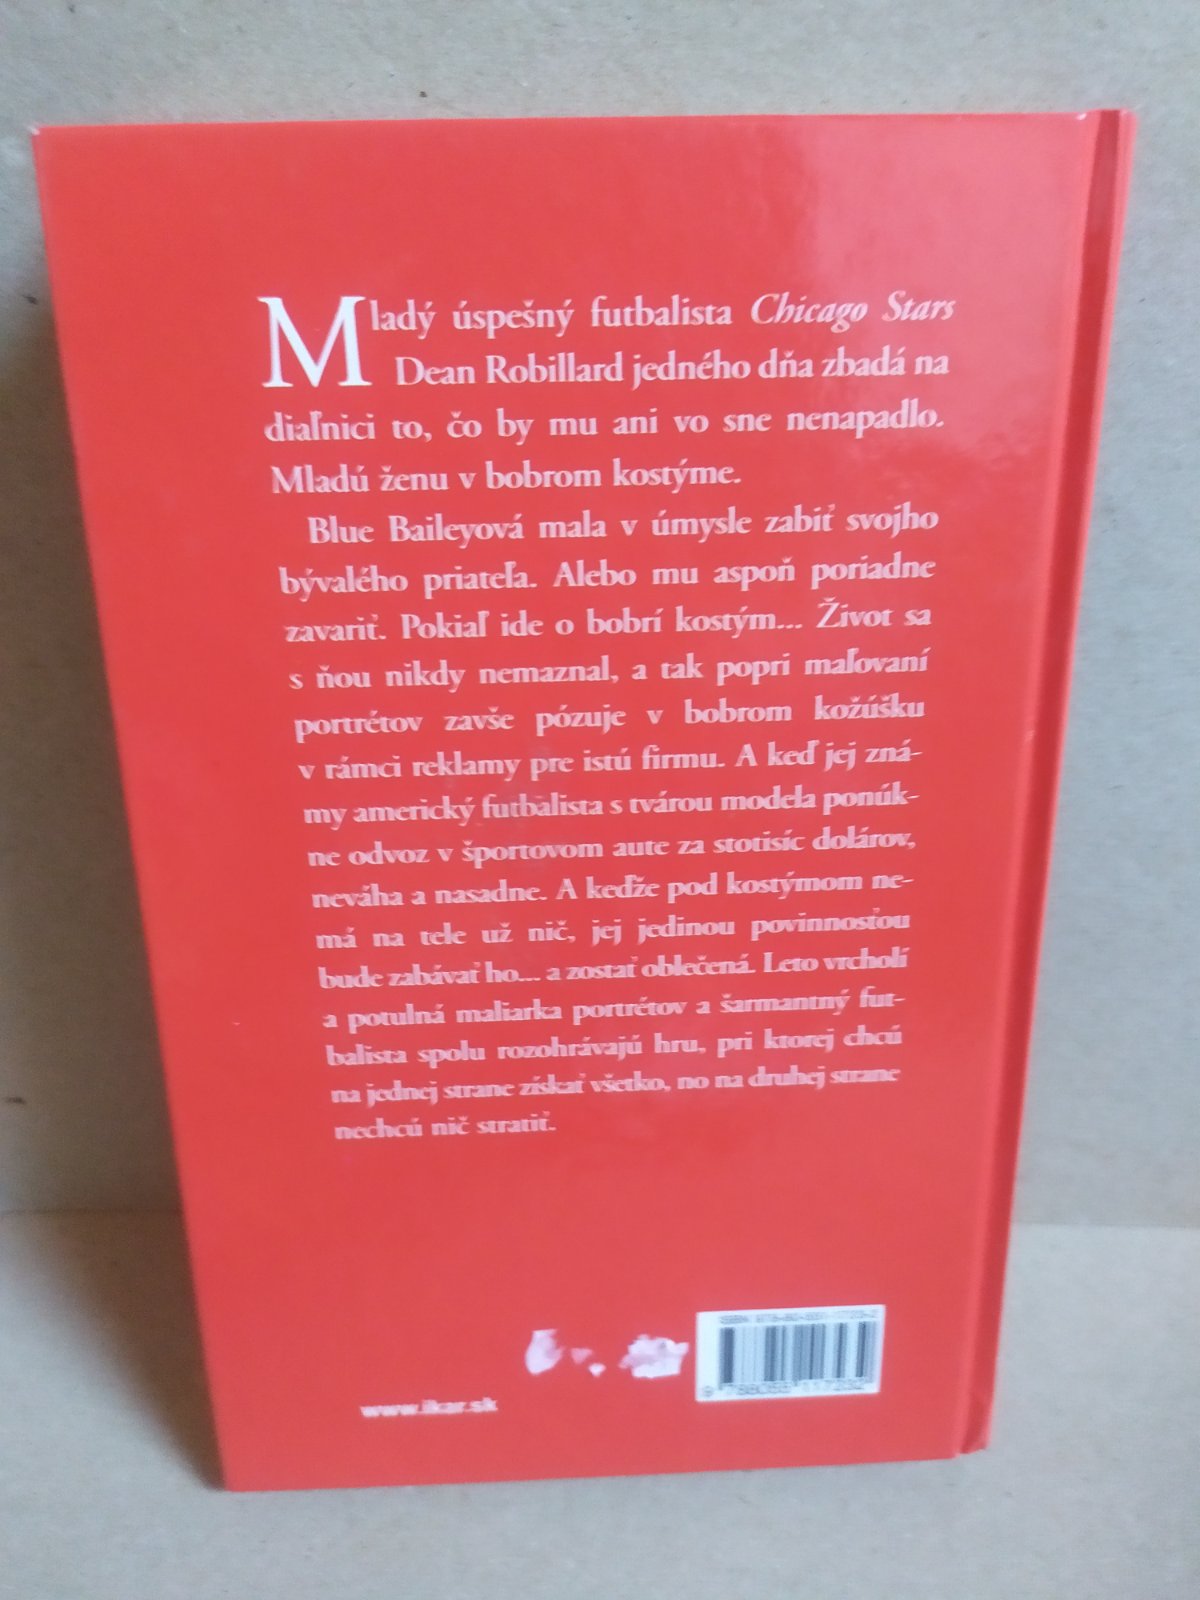 Mladý úspešný futbalista Chicago Stars
Dean Robillard jedného dňa zbadá na
diaľnici to, čo by mu ani vo sne nenapadlo.
Mladú ženu v bobrom kostýme.
Blue Baileyová mala v úmysle zabiť svojho
bývalého priateľa. Alebo mu aspoň poriadne
zavariť. Pokiaľ ide o bobrí kostým... Život sa
s ňou nikdy nemaznal, a tak popri maľovaní
portrétov zavše pózuje v bobrom kožúšku
v rámci reklamy pre istú firmu. A keď jej zná-
my americký futbalista s tvárou modela ponúk-
ne odvoz v športovom aute za stotisíc dolárov,
neváha a nasadne. A keďže pod kostýmom ne-
má na tele už nič, jej jedinou povinnosťou
bude zabávať ho... a zostať oblečená. Leto vrcholí
a potulná maliarka portrétov a šarmantný fut-
balista spolu rozohrávajú hru, pri ktorej chcú
na jednej strane získať všetko, no na druhej strane
nechcú nič stratiť.
ISBN
www.ikar.sk